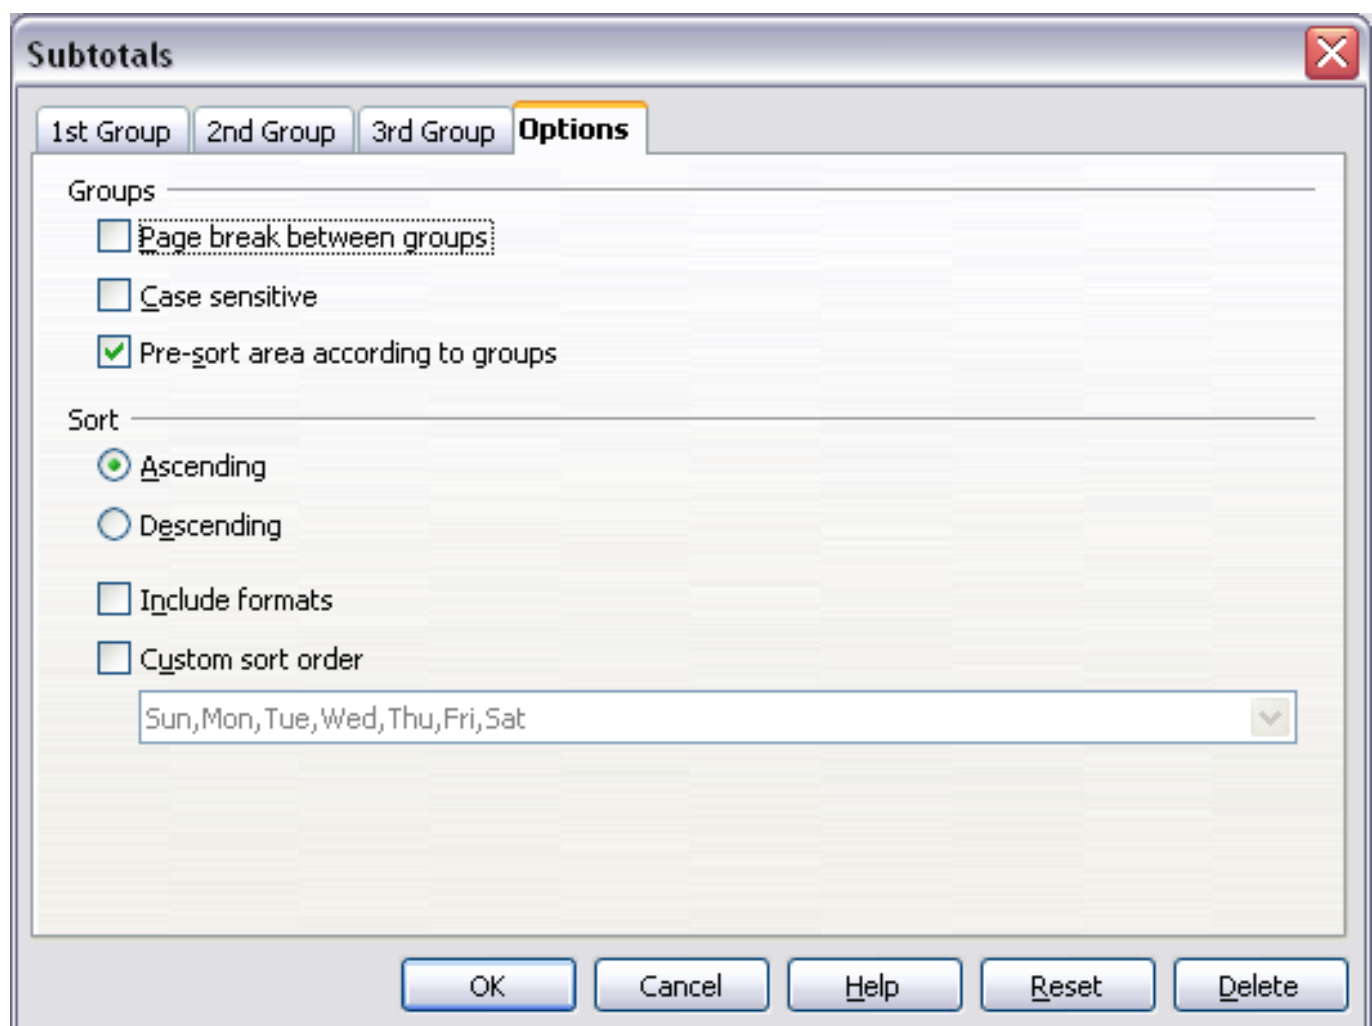 Subtotals
1st Group 2nd Group 3rd Group Options
Groups
Page break between groups
Case sensitive
Pre-sort area according to groups
Sort
Ascending
Descending
Include formats
Custom sort order
Sun,Mon,Tue,Wed,Thu,Fri,Sat
OK Cancel Help Reset Delete